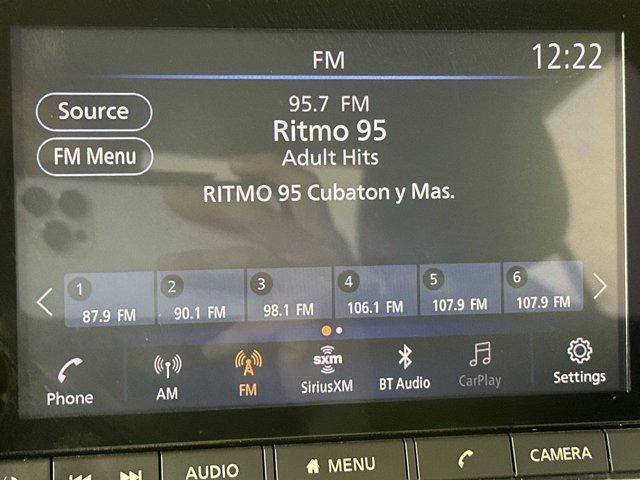 FM
12:22
Source
95.7 FM
Ritmo 95
FM Menu
Adult Hits
RITMO 95 Cubaton y Mas.
1 2 3 4 5 6
87.9 FM 90.1 FM 98.1 FM 106.1 FM 107.9 FM 107.9 FM
sxm
Phone AM FM SiriusXM BT Audio CarPlay Settings
AUDIO MENU CAMERA